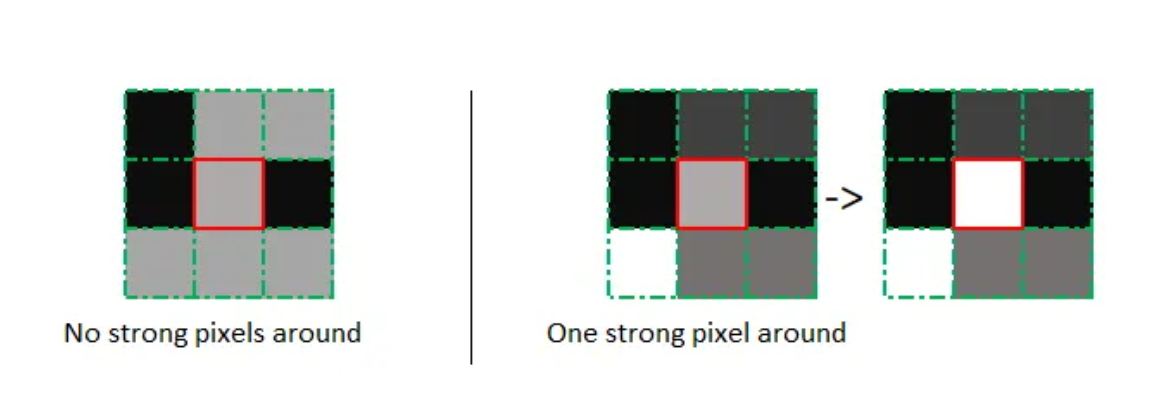 No strong pixels around
->
One strong pixel around